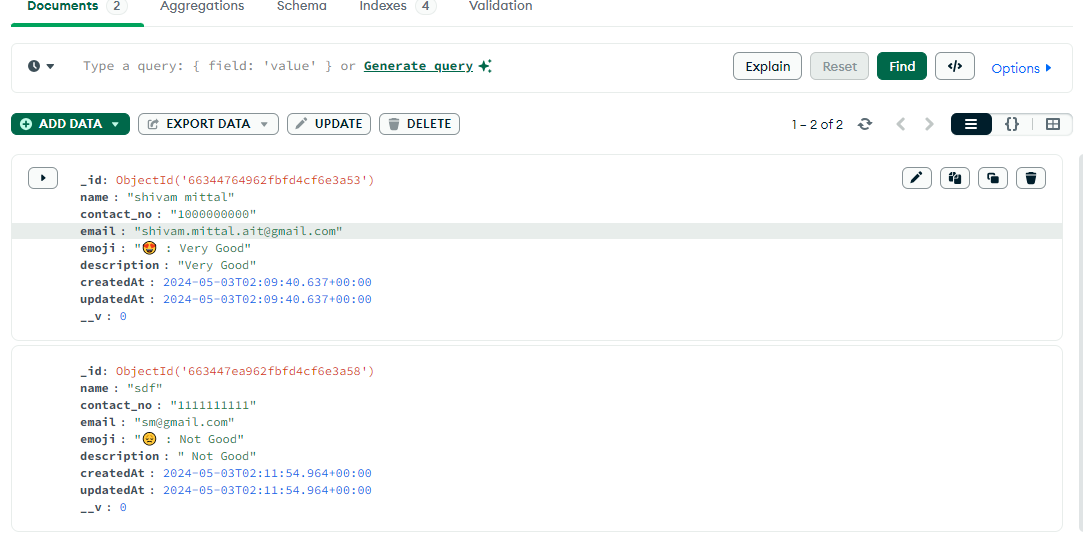 Documents 2 Aggregations Schema Indexes 4 Validation
Type a query: { field: 'value' } or Generate query Explain Reset Find </> Options
ADD DATA EXPORT DATA UPDATE DELETE 1 – 2 of 2 {}
_id: ObjectId('66344764962fbfd4cf6e3a53')
name : "shivam mittal"
contact_no : "1000000000"
email : "shivam.mittal.ait@gmail.com"
emoji : "😍 : Very Good"
description : "Very Good"
createdAt : 2024-05-03T02:09:40.637+00:00
updatedAt : 2024-05-03T02:09:40.637+00:00
__v : 0
_id: ObjectId('663447ea962fbfd4cf6e3a58')
name : "sdf"
contact_no : "1111111111"
email : "sm@gmail.com"
emoji : "😑 : Not Good"
description : " Not Good"
createdAt : 2024-05-03T02:11:54.964+00:00
updatedAt : 2024-05-03T02:11:54.964+00:00
__v : 0